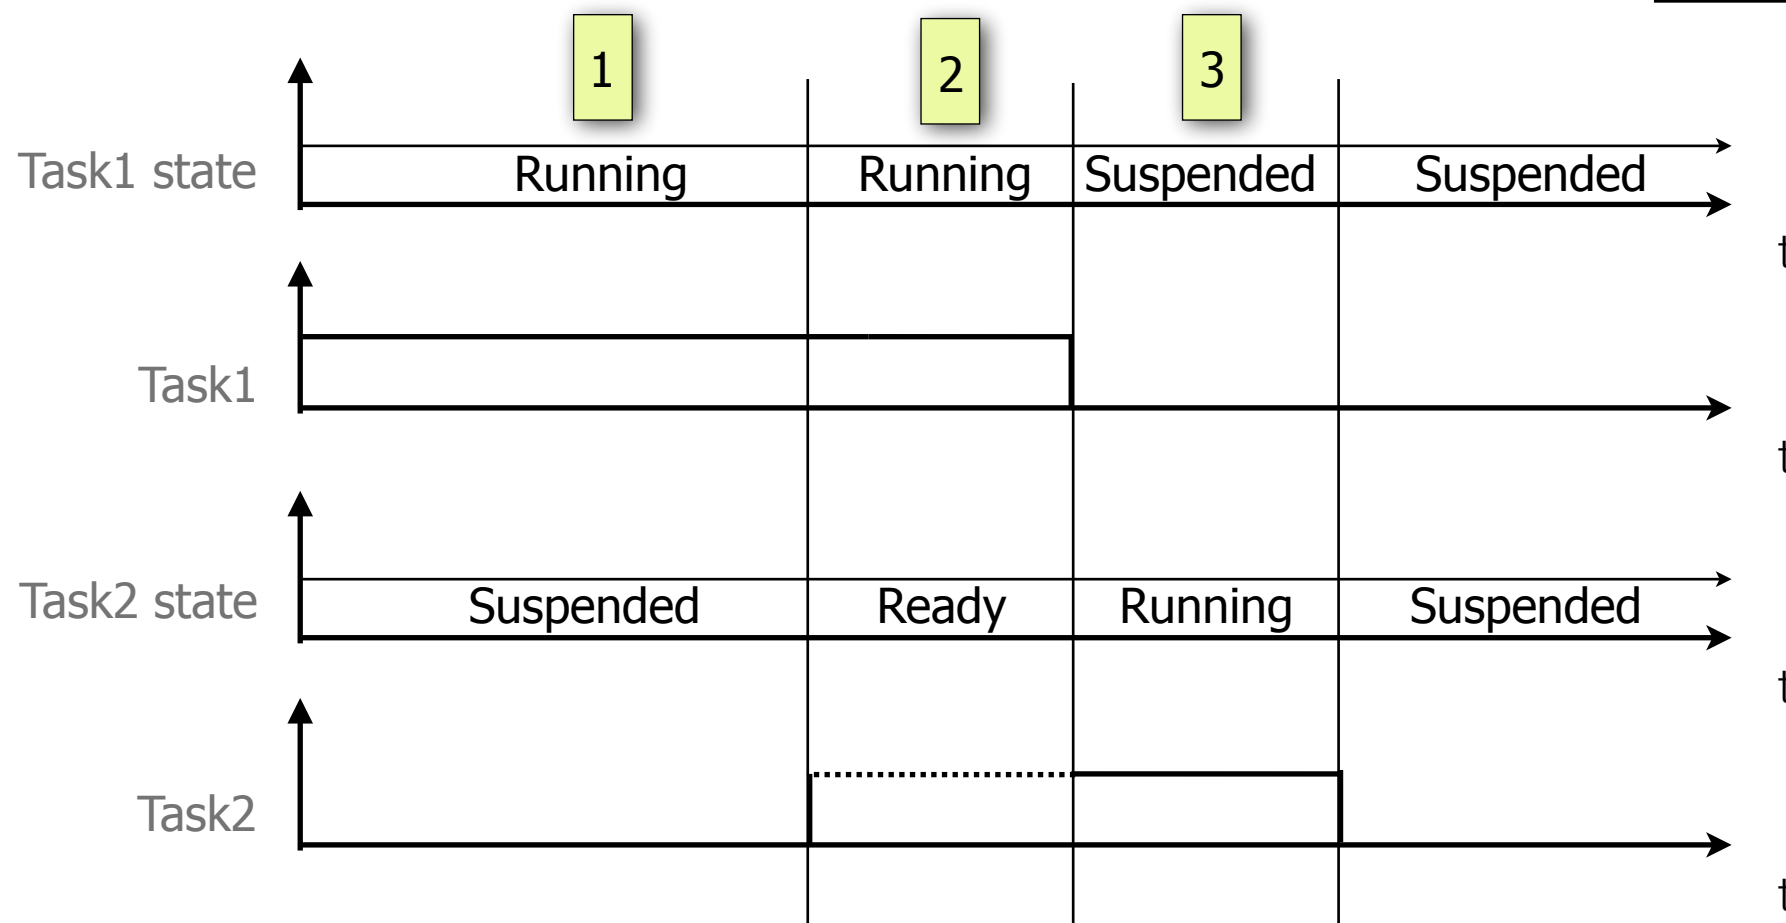 1
2
3
Task1 state
Running
Running
Suspended
Suspended
t
Task1
t
Task2 state
Suspended
Ready
Running
Suspended
t
Task2
t